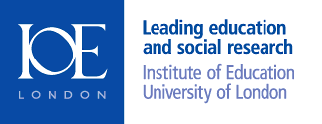 IOE
LONDON
Leading education
and social research
Institute of Education
University of London